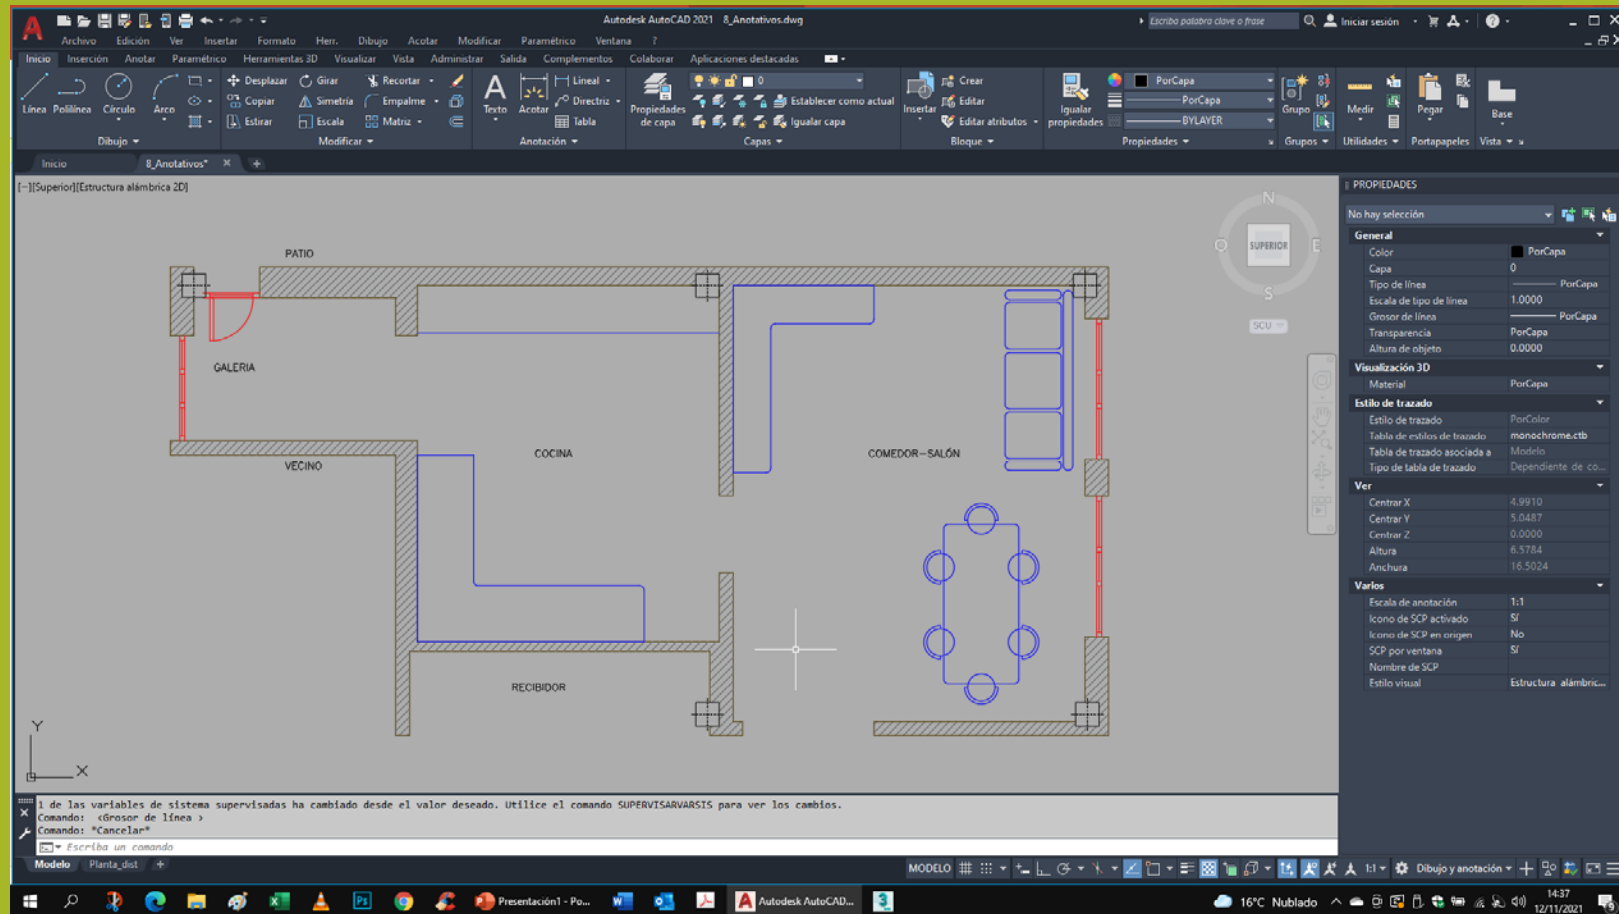 Autodesk AutoCAD 2021 8_Anotativos.dwg
Escriba palabra clave o frase
Iniciar sesión
Archivo Edición Ver Insertar Formato Herr. Dibujo Acotar Modificar Paramétrico Ventana ?
Inicio Inserción Anotar Paramétrico Herramientas 3D Visualizar Vista Administrar Salida Complementos Colaborar Aplicaciones destacadas
Línea Polilínea Círculo Arco
Desplazar Girar Recortar
Copiar Simetría Empalme
Estirar Escala Matriz
Texto Acotar
Lineal
Directriz
Tabla
Propiedades de capa
0
Establecer como actual
Igualar capa
Insertar
Crear
Editar
Editar atributos
Igualar propiedades
PorCapa
PorCapa
BYLAYER
Grupo
Medir
Pegar
Base
Dibujo Modificar Anotación Capas Bloque Propiedades Grupos Utilidades Portapapeles Vista
Inicio 8_Anotativos*
[−][Superior][Estructura alámbrica 2D]
PATIO
GALERIA
VECINO
COCINA
COMEDOR−SALÓN
RECIBIDOR
N
O SUPERIOR E
S
SCU
Y
X
PROPIEDADES
No hay selección
General
Color PorCapa
Capa 0
Tipo de línea PorCapa
Escala de tipo de línea 1.0000
Grosor de línea PorCapa
Transparencia PorCapa
Altura de objeto 0.0000
Visualización 3D
Material PorCapa
Estilo de trazado
Estilo de trazado PorColor
Tabla de estilos de trazado monochrome.ctb
Tabla de trazado asociada a Modelo
Tipo de tabla de trazado Dependiente de co...
Ver
Centrar X 4.9910
Centrar Y 5.0487
Centrar Z 0.0000
Altura 6.5784
Anchura 16.5024
Varios
Escala de anotación 1:1
Icono de SCP activado Sí
Icono de SCP en origen No
SCP por ventana Sí
Nombre de SCP
Estilo visual Estructura alámbric...
1 de las variables de sistema supervisadas ha cambiado desde el valor deseado. Utilice el comando SUPERVISARVARSIS para ver los cambios.
Comando: <Grosor de línea >
Comando: *Cancelar*
Escriba un comando
Modelo Planta_dist +
MODELO 1:1 Dibujo y anotación
Presentación1 - Po...
Autodesk AutoCAD...
16°C Nublado
14:37
12/11/2021